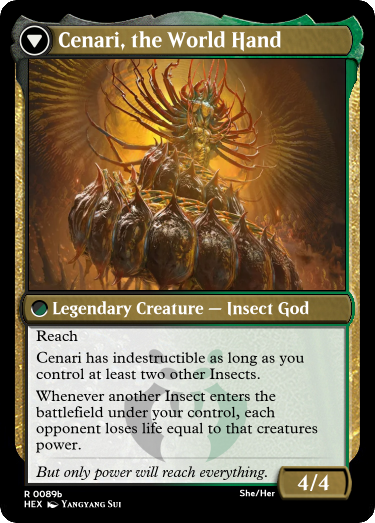 Cenari, the World Hand
Legendary Creature — Insect God
Reach
Cenari has indestructible as long as you
control at least two other Insects.
Whenever another Insect enters the
battlefield under your control, each
opponent loses life equal to that creatures
power.
But only power will reach everything.
4/4
R 0089b
She/Her
HEX Yangyang Sui